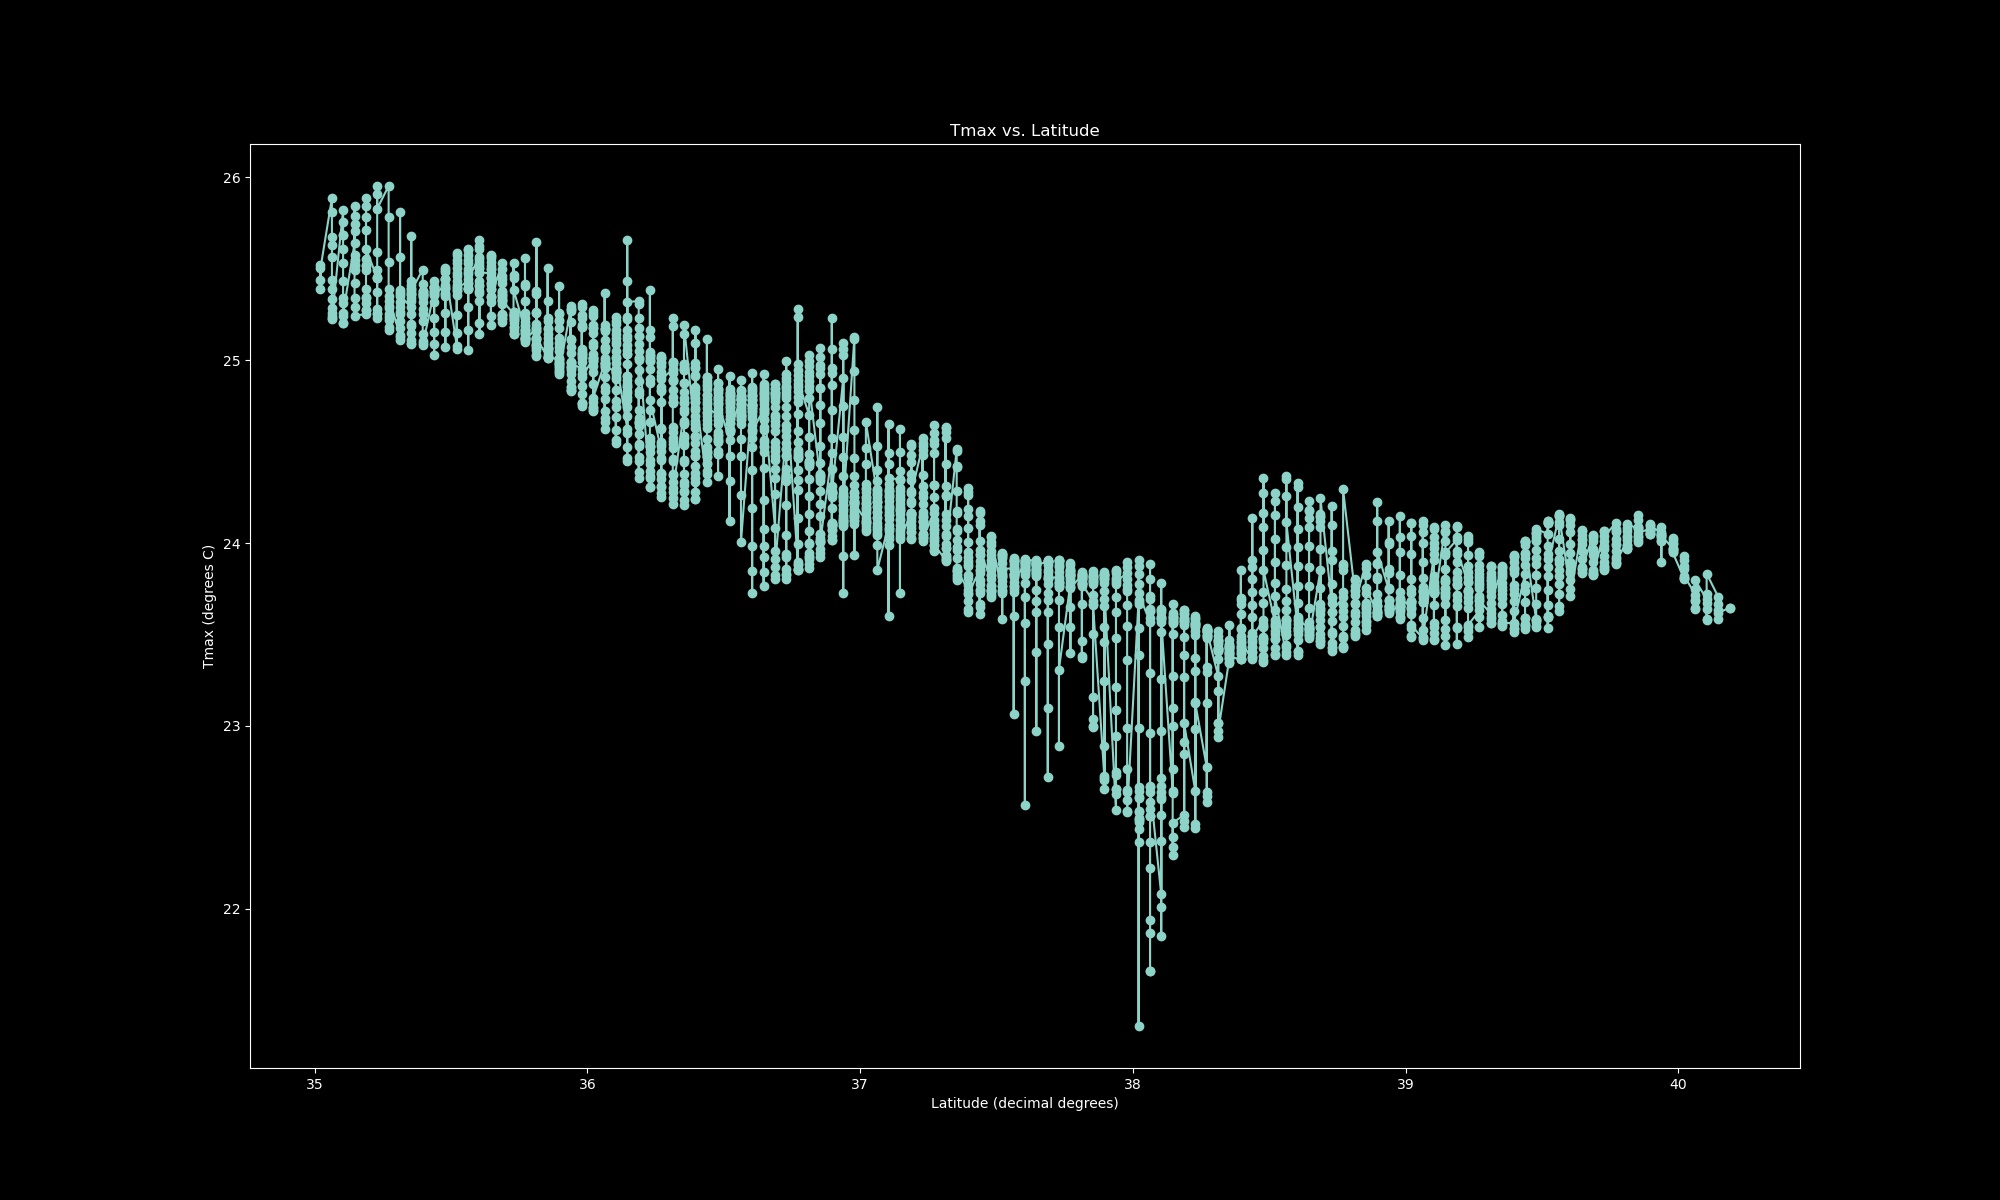 Tmax vs. Latitude
26
25
24
23
22
Tmax (degrees C)
35 36 37 38 39 40
Latitude (decimal degrees)